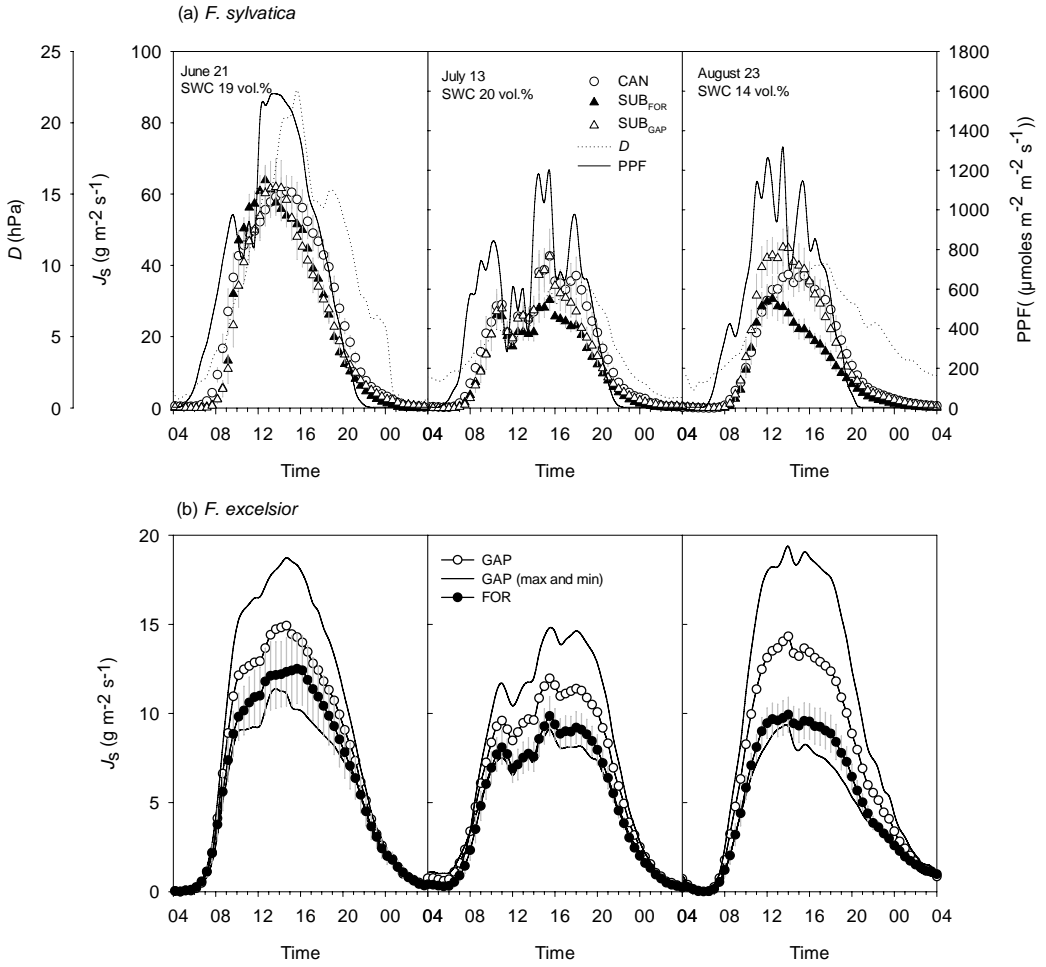 (a) F. sylvatica
25 100 1800
20 80 1600
15 60 1400
10 40 1200
5 20 1000
0 0 800
600
400
200
0
D (hPa)
Js (g m-2 s-1)
PPF( (µmoles m-2 m-2 s-1))
June 21
SWC 19 vol.%
July 13
SWC 20 vol.%
August 23
SWC 14 vol.%
CAN
SUBFOR
SUBGAP
D
PPF
04 08 12 16 20 00 04 08 12 16 20 00 04 08 12 16 20 00 04
Time Time Time
(b) F. excelsior
20
15
10
5
0
Js (g m-2 s-1)
GAP
GAP (max and min)
FOR
04 08 12 16 20 00 04 08 12 16 20 00 04 08 12 16 20 00 04
Time Time Time